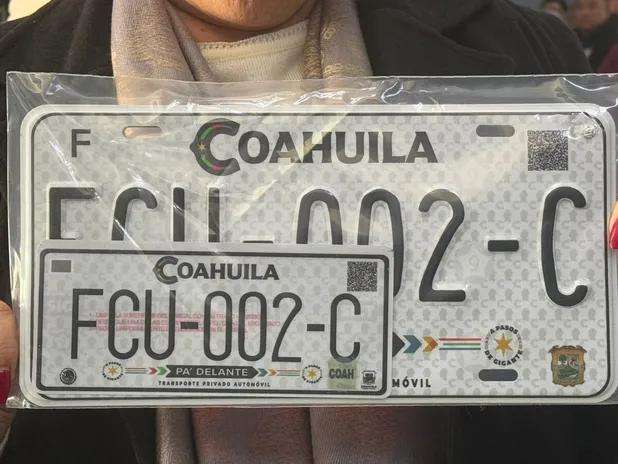 F
COAHUILA
FCU-002-C
A PASOS
DE GIGANTE
MÓVIL
COAHUILA
FCU-002-C
PA' DELANTE
COAH
TRANSPORTE PRIVADO AUTOMÓVIL